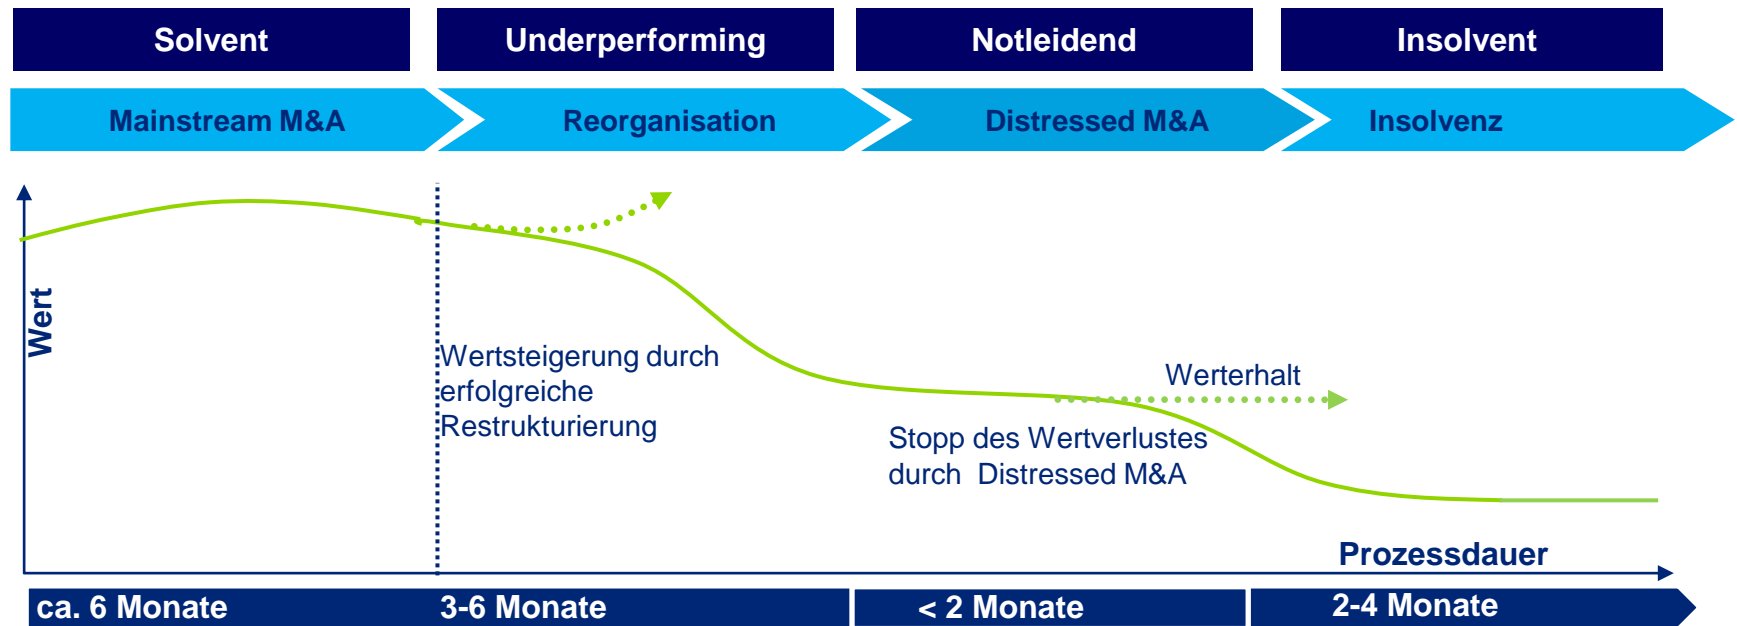 Solvent
Underperforming
Notleidend
Insolvent
Mainstream M&A
Reorganisation
Distressed M&A
Insolvenz
Wert
Wertsteigerung durch
erfolgreiche
Restrukturierung
Werterhalt
Stopp des Wertverlustes
durch Distressed M&A
Prozessdauer
ca. 6 Monate
3-6 Monate
< 2 Monate
2-4 Monate